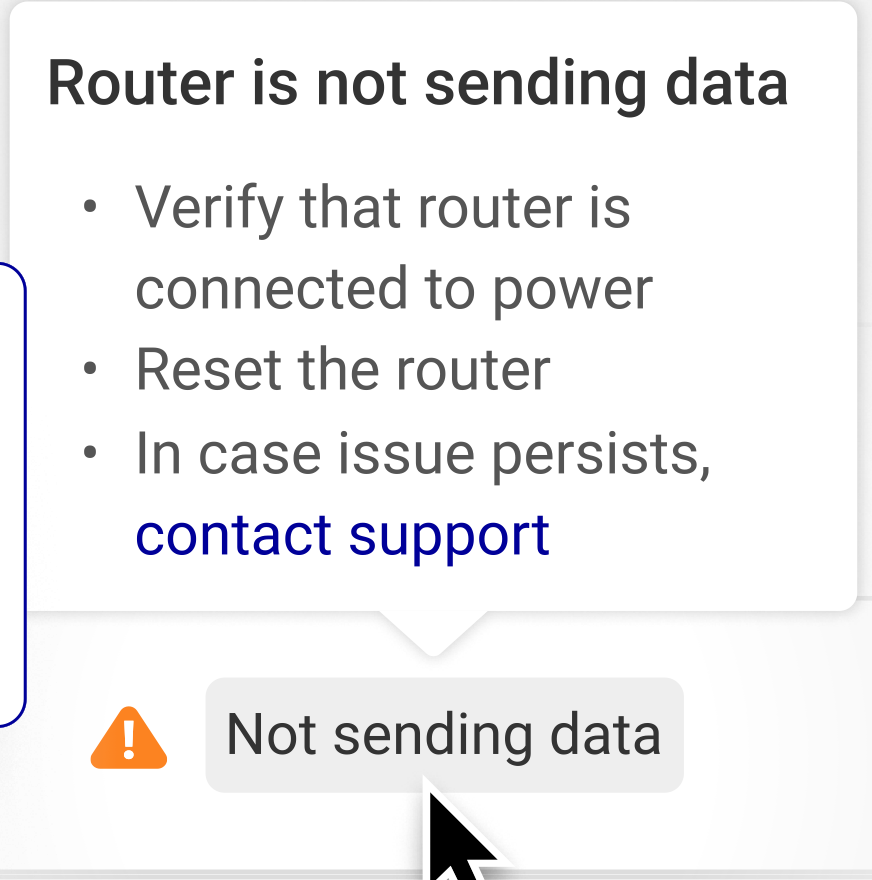 Router is not sending data
• Verify that router is
connected to power
• Reset the router
• In case issue persists,
contact support
Not sending data